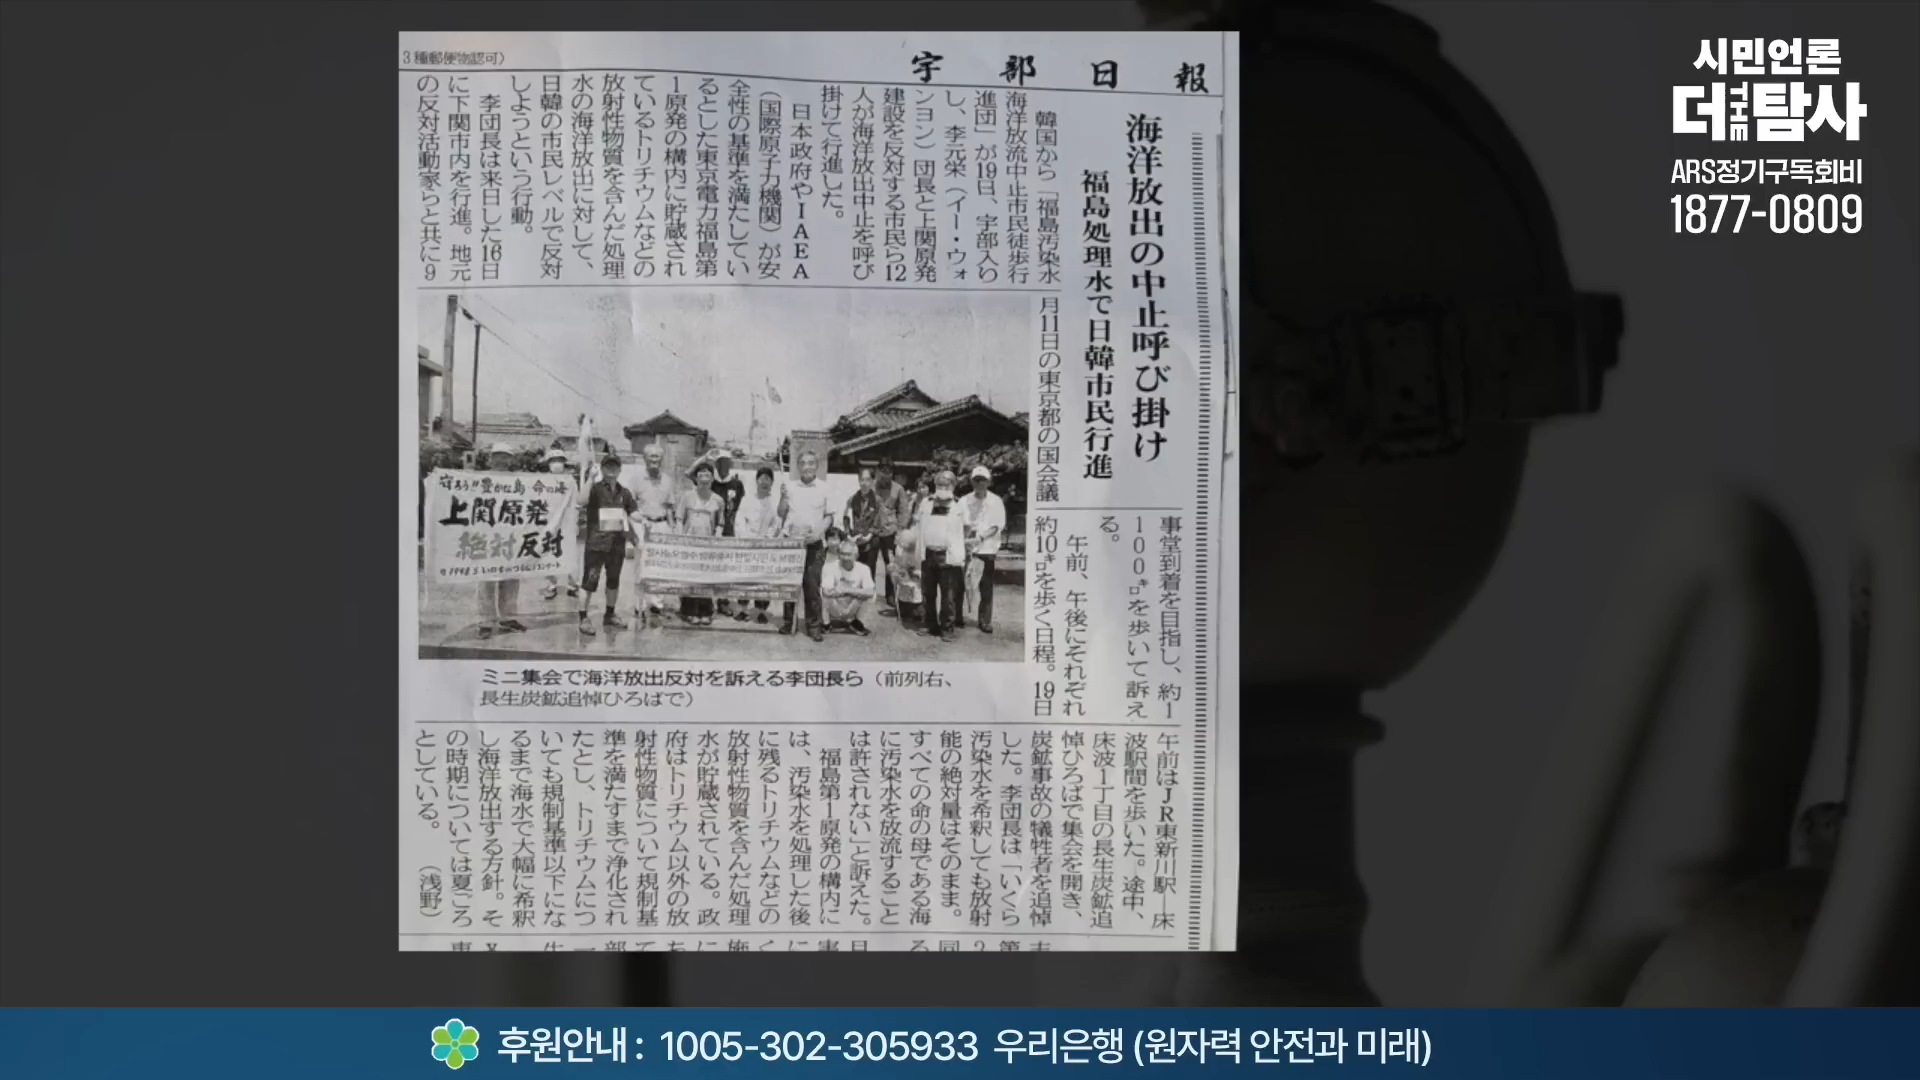 3種郵便物認可)
宇部日報
海洋放出の中止呼び掛け
福島処理水で日韓市民行進
韓国から「福島汚染水
海洋放流中止市民徒歩行
進団」が19日、宇部入り
し、李元栄(イー・ウォ
ンヨン)団長と上関原発
建設を反対する市民ら12
人が海洋放出中止を呼び
掛けて行進した。
日本政府やIAEA
(国際原子力機関)が安
全性の基準を満たしてい
るとした東京電力福島第
1原発の構内に貯蔵され
ているトリチウムなどの
放射性物質を含んだ処理
水の海洋放出に対して、
日韓の市民レベルで反対
しようという行動。
李団長は来日した16日
に下関市内を行進。地元
の反対活動家らと共に9
月11日の東京都の国会議
事堂到着を目指し、約1
100㌔を歩いて訴え
る。
午前、午後にそれぞれ
約10㌔を歩く日程。19日
午前はJR東新川駅―床
波駅間を歩いた。途中、
床波1丁目の長生炭鉱追
悼ひろばで集会を開き、
炭鉱事故の犠牲者を追悼
した。李団長は「いくら
汚染水を希釈しても放射
能の絶対量はそのまま。
すべての命の母である海
に汚染水を放流すること
は許されない」と訴えた。
福島第1原発の構内に
は、汚染水を処理した後
に残るトリチウムなどの
放射性物質を含んだ処理
水が貯蔵されている。政
府はトリチウム以外の放
射性物質について規制基
準を満たすまで浄化され
たとし、トリチウムにつ
いても規制基準以下にな
るまで海水で大幅に希釈
し海洋放出する方針。そ
の時期については夏ごろ
としている。
(浅野)
守ろう!!豊かな島 命の海
上関原発
絶対反対
ミニ集会で海洋放出反対を訴える李団長ら(前列右、
長生炭鉱追悼ひろばで)
시민언론
더탐사
ARS정기구독회비
1877-0809
후원안내 : 1005-302-305933 우리은행 (원자력 안전과 미래)